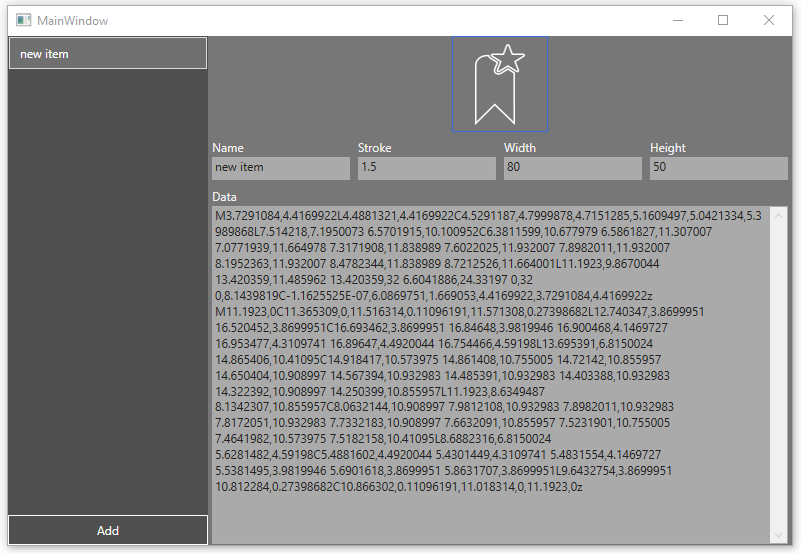 MainWindow
new item
Name
Stroke
Width
Height
new item
1.5
80
50
Data
M3.7291084,4.4169922L4.4881321,4.4169922C4.5291187,4.7999878,4.7151285,5.1609497,5.0421334,5.3
989868L7.514218,7.1950073 6.5701915,10.100952C6.3811599,10.677979 6.5861827,11.307007
7.0771939,11.664978 7.3171908,11.838989 7.6022025,11.932007 7.8982011,11.932007
8.1952363,11.932007 8.4782344,11.838989 8.7212526,11.664001L11.1923,9.8670044
13.420359,11.485962 13.420359,32 6.6041886,24.33197 0,32
0,8.1439819C-1.1625525E-07,6.0869751,1.669053,4.4169922,3.7291084,4.4169922z
M11.1923,0C11.365309,0,11.516314,0.11096191,11.571308,0.27398682L12.740347,3.8699951
16.520452,3.8699951C16.693462,3.8699951 16.84648,3.9819946 16.900468,4.1469727
16.953477,4.3109741 16.89647,4.4920044 16.754466,4.59198L13.695391,6.8150024
14.865406,10.41095C14.918417,10.573975 14.861408,10.755005 14.72142,10.855957
14.650404,10.908997 14.567394,10.932983 14.485391,10.932983 14.403388,10.932983
14.322392,10.908997 14.250399,10.855957L11.1923,8.6349487
8.1342307,10.855957C8.0632144,10.908997 7.9812108,10.932983 7.8982011,10.932983
7.8172051,10.932983 7.7332183,10.908997 7.6632091,10.855957 7.5231901,10.755005
7.4641982,10.573975 7.5182158,10.41095L8.6882316,6.8150024
5.6281482,4.59198C5.4881602,4.4920044 5.4301449,4.3109741 5.4831554,4.1469727
5.5381495,3.9819946 5.6901618,3.8699951 5.8631707,3.8699951L9.6432754,3.8699951
10.812284,0.27398682C10.866302,0.11096191,11.018314,0,11.1923,0z
Add